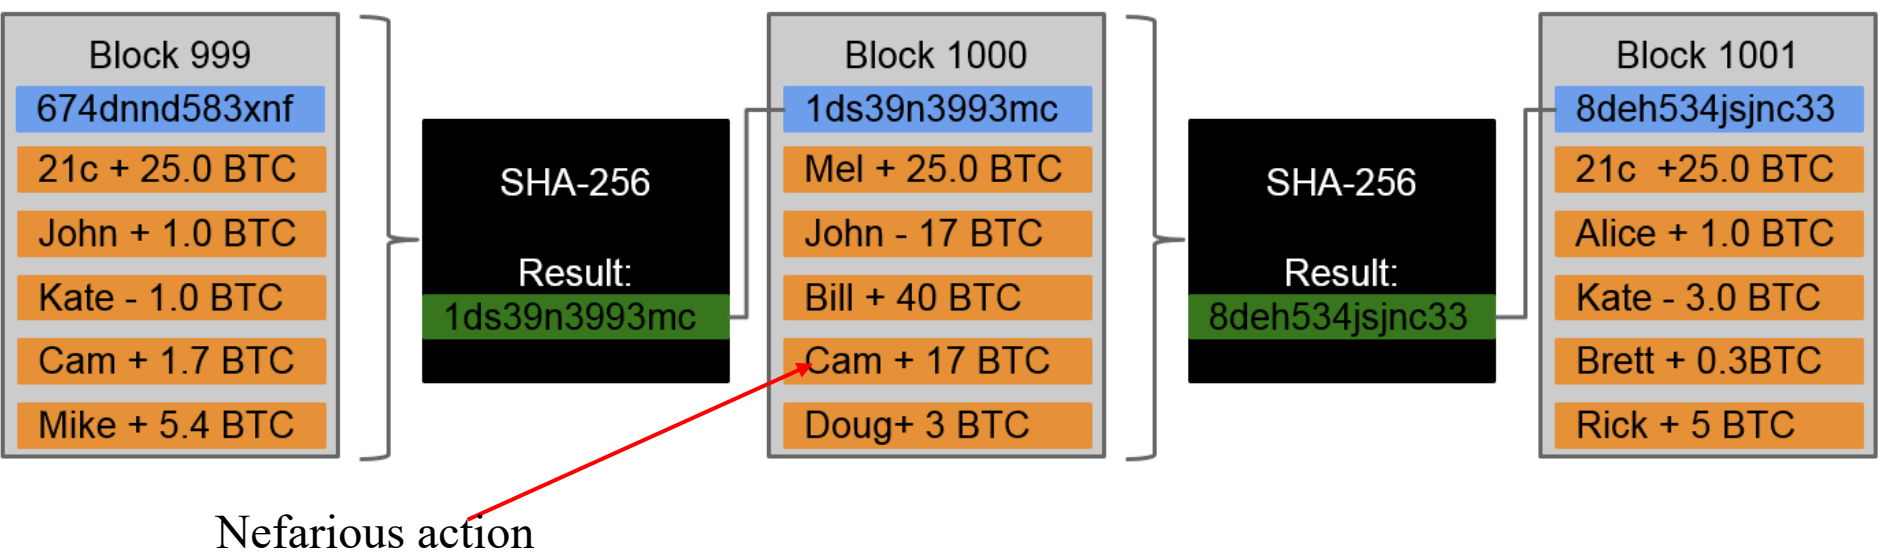 Block 999
674dnnd583xnf
21c + 25.0 BTC
John + 1.0 BTC
Kate - 1.0 BTC
Cam + 1.7 BTC
Mike + 5.4 BTC
SHA-256
Result:
1ds39n3993mc
Block 1000
1ds39n3993mc
Mel + 25.0 BTC
John - 17 BTC
Bill + 40 BTC
Cam + 17 BTC
Doug+ 3 BTC
SHA-256
Result:
8deh534jsjnc33
Block 1001
8deh534jsjnc33
21c  +25.0 BTC
Alice + 1.0 BTC
Kate - 3.0 BTC
Brett + 0.3BTC
Rick + 5 BTC
Nefarious action